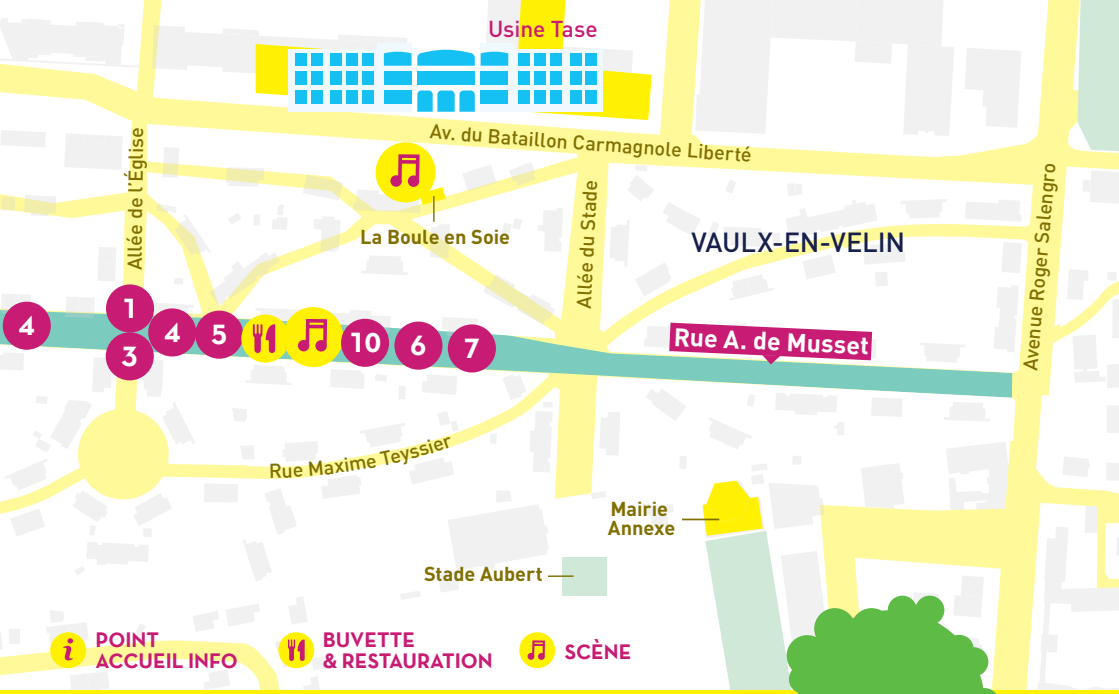 Usine Tase
Av. du Bataillon Carmagnole Liberté
Allée de l'Église
La Boule en Soie
Allée du Stade
VAULX-EN-VELIN
Avenue Roger Salengro
4
1
3
4
5
10
6
7
Rue A. de Musset
Rue Maxime Teyssier
Mairie
Annexe
Stade Aubert
i
POINT
ACCUEIL INFO
BUVETTE
& RESTAURATION
SCÈNE